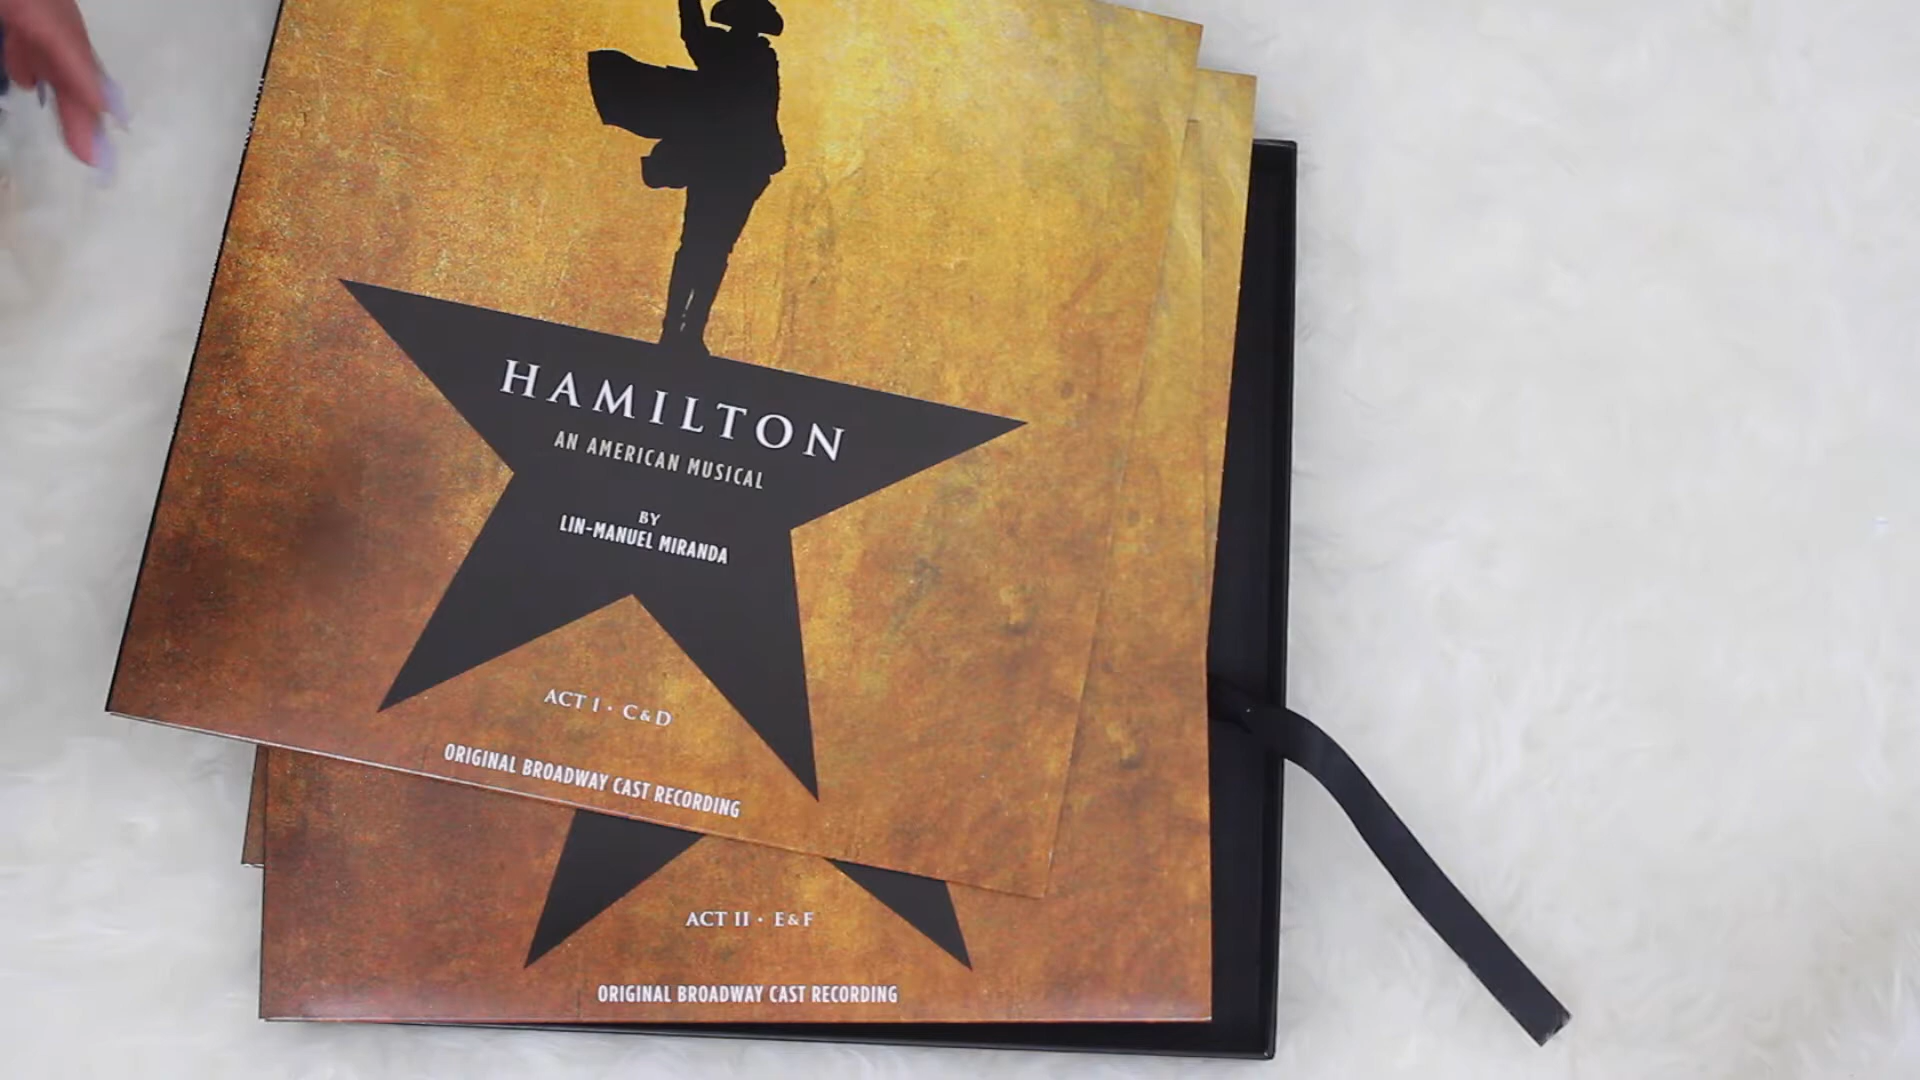 HAMILTON
AN AMERICAN MUSICAL
BY
LIN-MANUEL MIRANDA
ACT I · C&D
ORIGINAL BROADWAY CAST RECORDING
ACT II · E&F
ORIGINAL BROADWAY CAST RECORDING